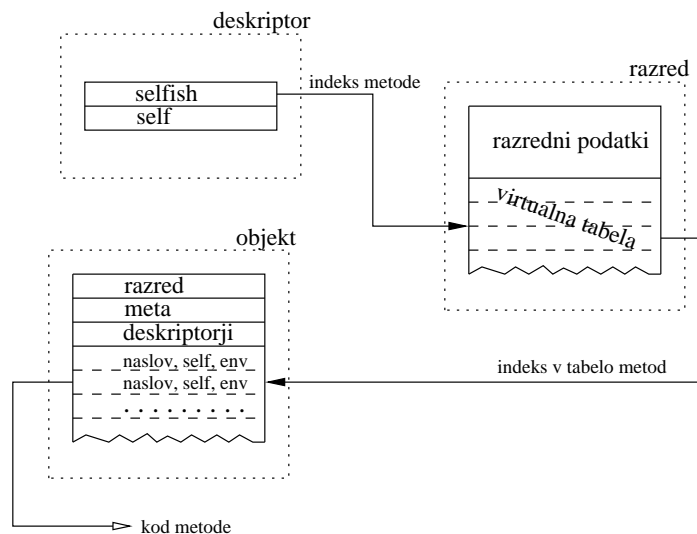 deskriptor
selfish
self
indeks metode
razred
razredni podatki
virtualna tabela
objekt
razred
meta
deskriptorji
naslov, self, env
naslov, self, env
. . . . . . . . .
indeks v tabelo metod
kod metode